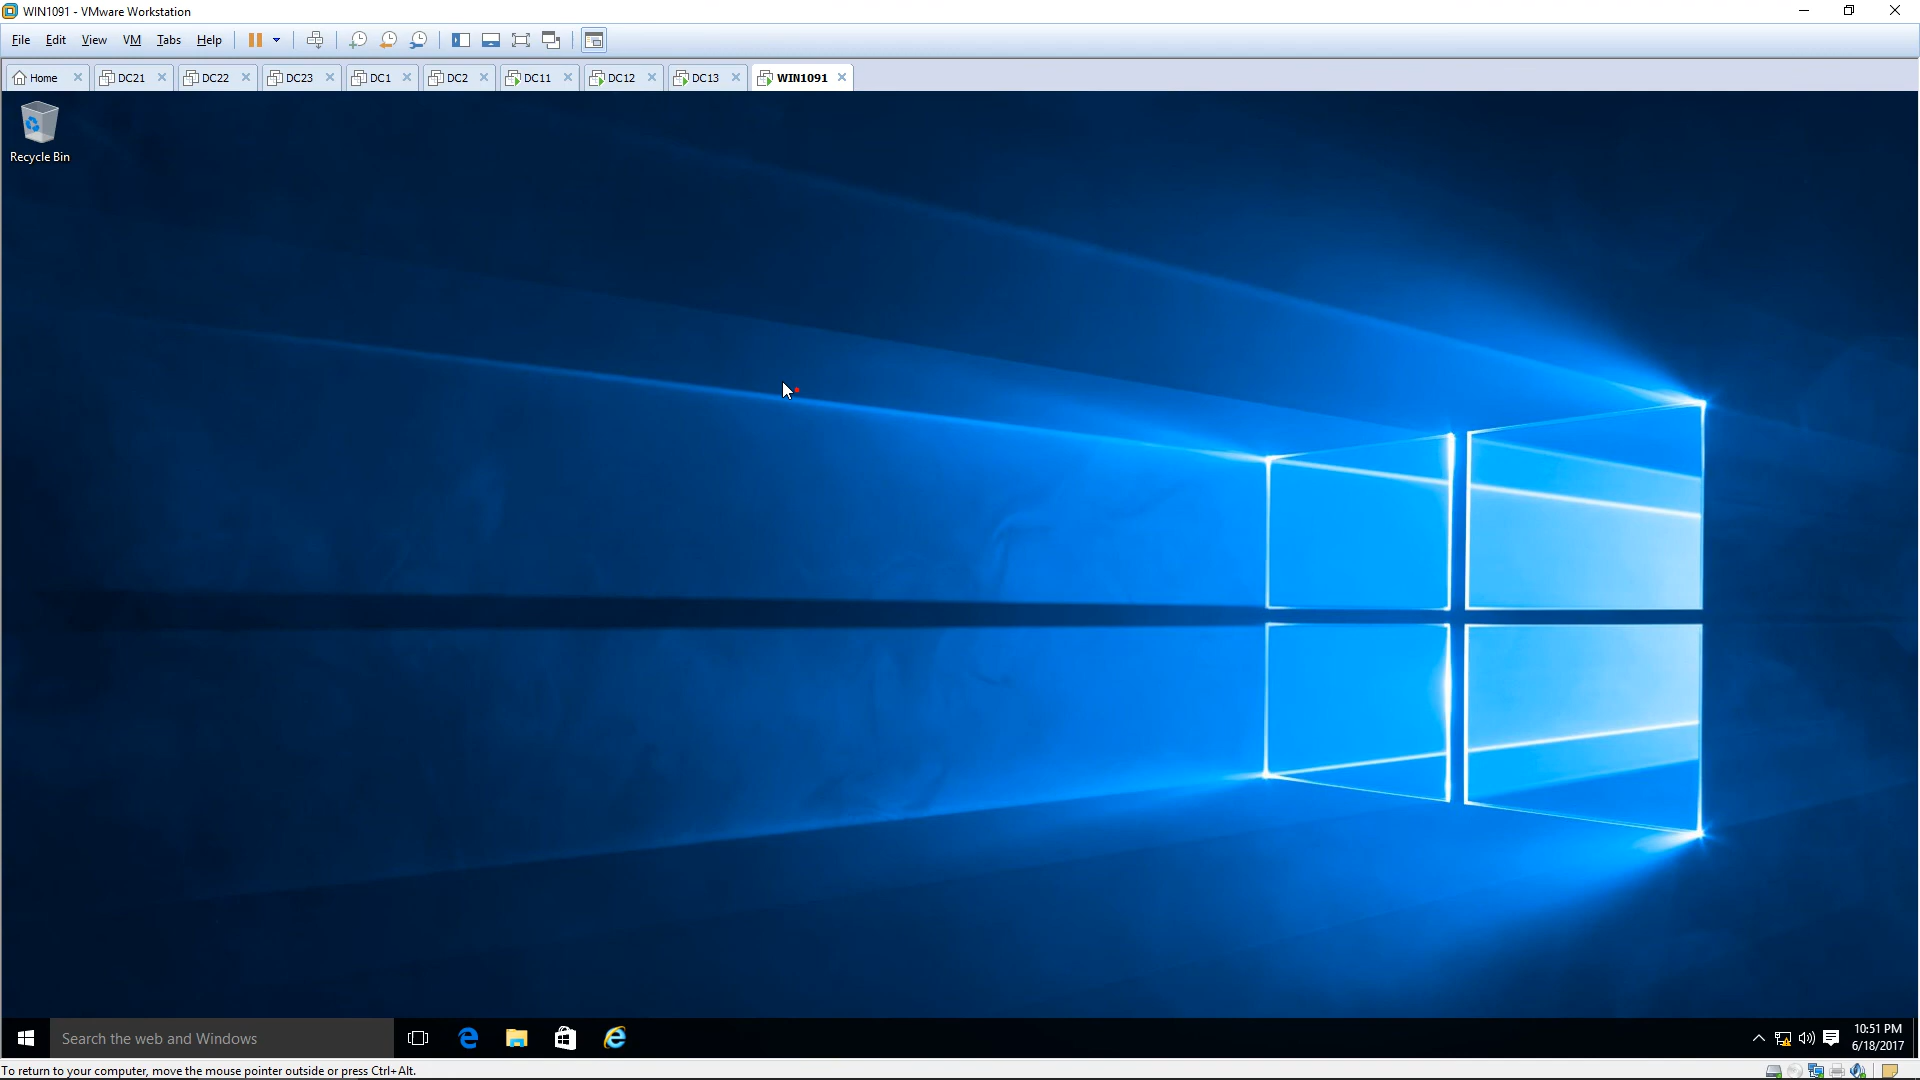 WIN1091 - VMware Workstation
File Edit View VM Tabs Help
Home DC21 DC22 DC23 DC1 DC2 DC11 DC12 DC13 WIN1091
Recycle Bin
Search the web and Windows
10:51 PM
6/18/2017
To return to your computer, move the mouse pointer outside or press Ctrl+Alt.